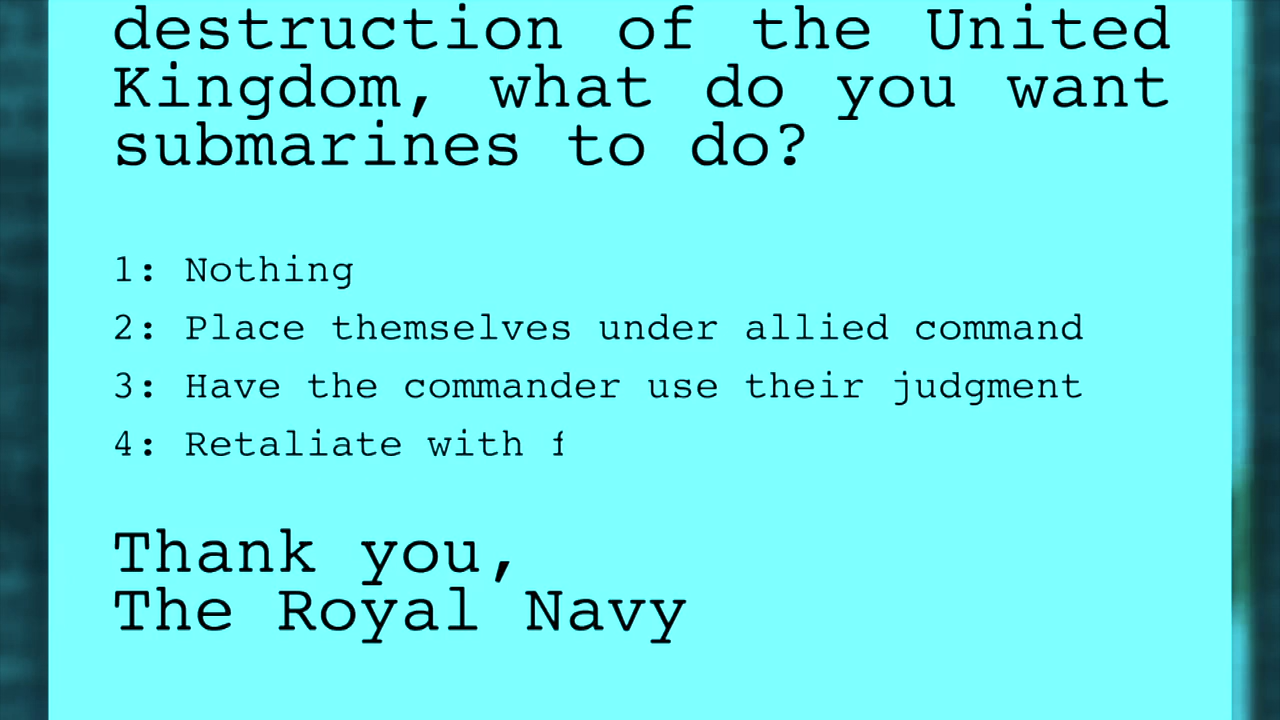 destruction of the United
Kingdom, what do you want
submarines to do?
1: Nothing
2: Place themselves under allied command
3: Have the commander use their judgment
4: Retaliate with f
Thank you,
The Royal Navy